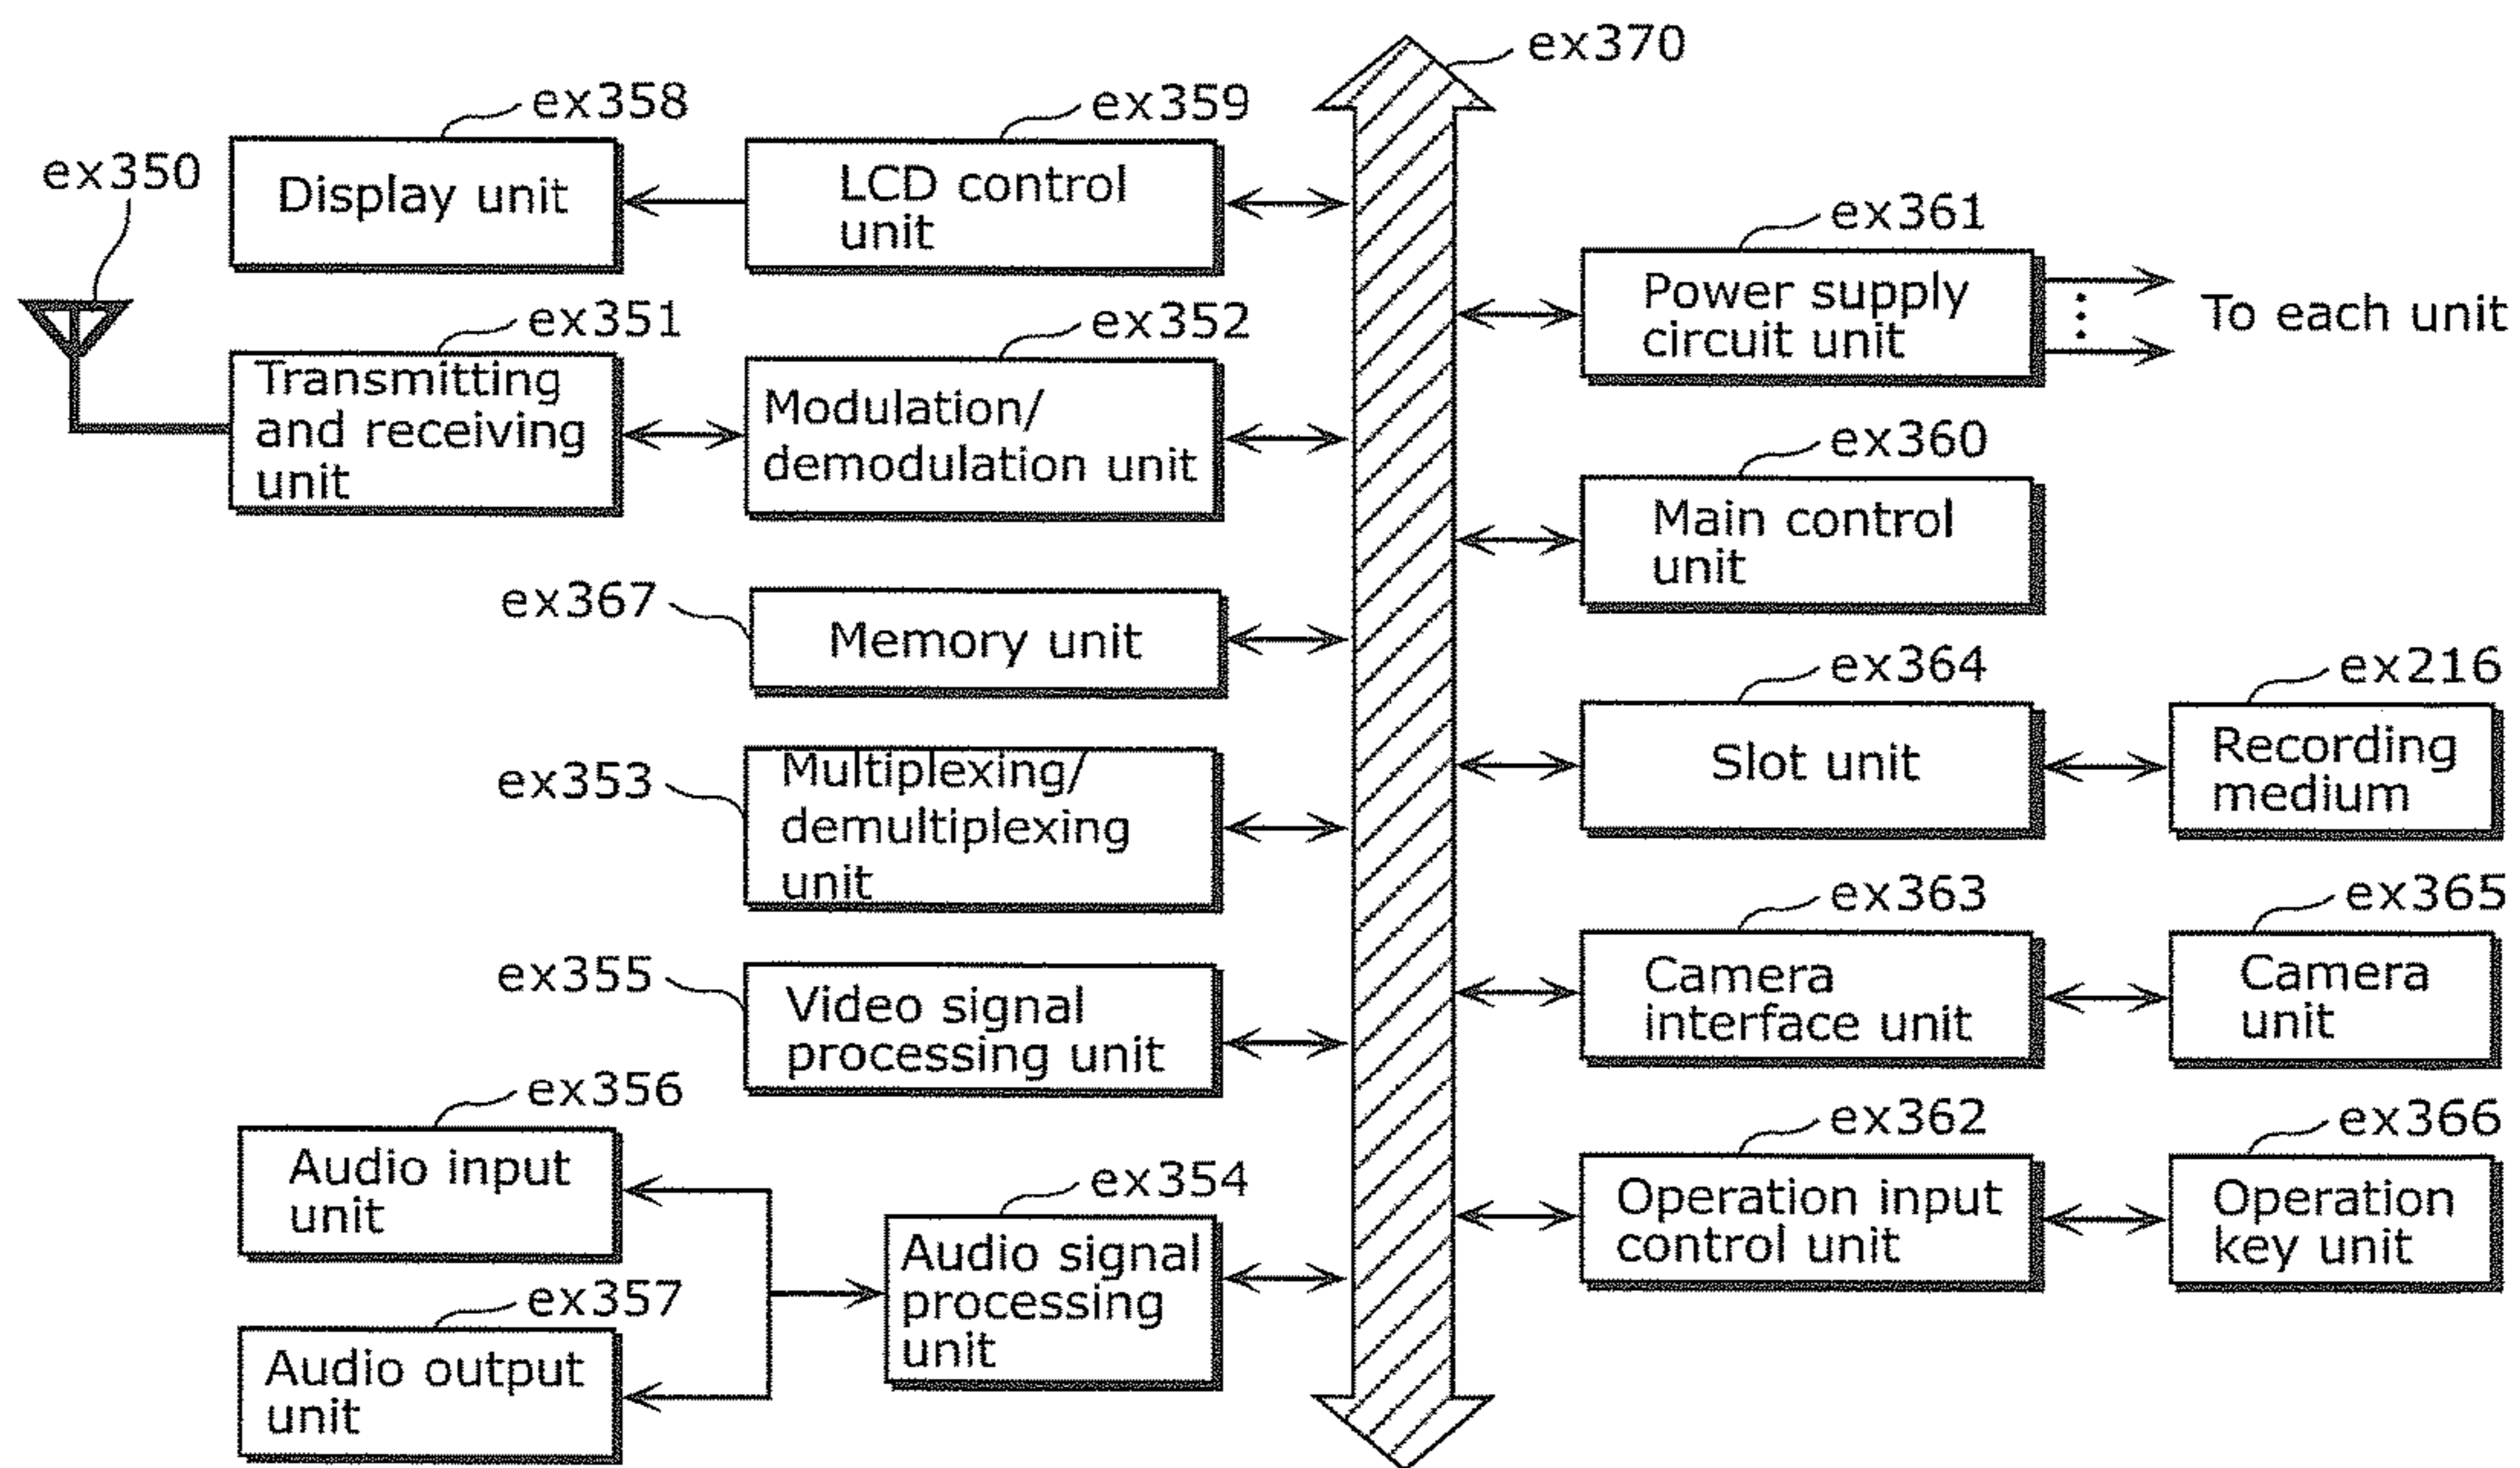 ex370
ex358
ex359
ex350
Display unit
LCD control
unit
ex361
Power supply
circuit unit
To each unit
ex351
ex352
Transmitting
and receiving
unit
Modulation/
demodulation unit
ex360
Main control
unit
ex367
Memory unit
ex364
ex216
Slot unit
Recording
medium
ex353
Multiplexing/
demultiplexing
unit
ex363
ex365
Camera
interface unit
Camera
unit
ex355
Video signal
processing unit
ex356
Audio input
unit
ex362
ex366
Operation input
control unit
Operation
key unit
ex354
Audio signal
processing
unit
ex357
Audio output
unit